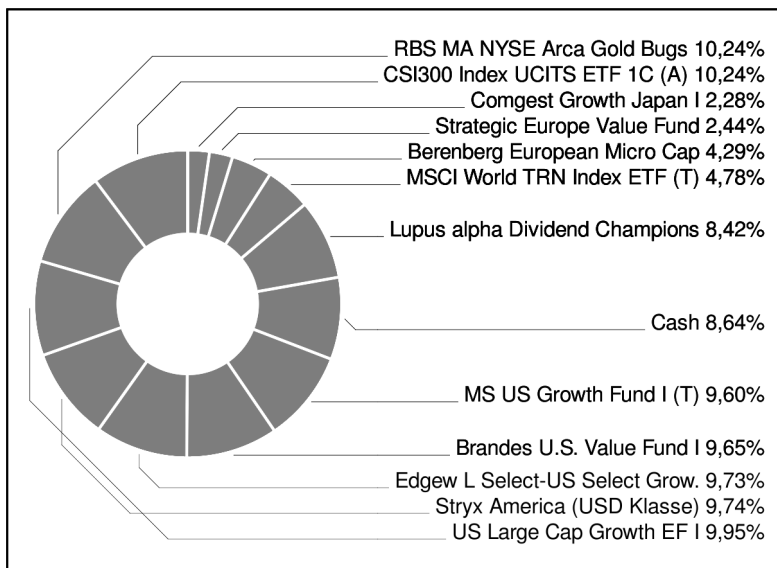 RBS MA NYSE Arca Gold Bugs 10,24%
CSI300 Index UCITS ETF 1C (A) 10,24%
Comgest Growth Japan I 2,28%
Strategic Europe Value Fund 2,44%
Berenberg European Micro Cap 4,29%
MSCI World TRN Index ETF (T) 4,78%
Lupus alpha Dividend Champions 8,42%
Cash 8,64%
MS US Growth Fund I (T) 9,60%
Brandes U.S. Value Fund I 9,65%
Edgew L Select-US Select Grow. 9,73%
Stryx America (USD Klasse) 9,74%
US Large Cap Growth EF I 9,95%